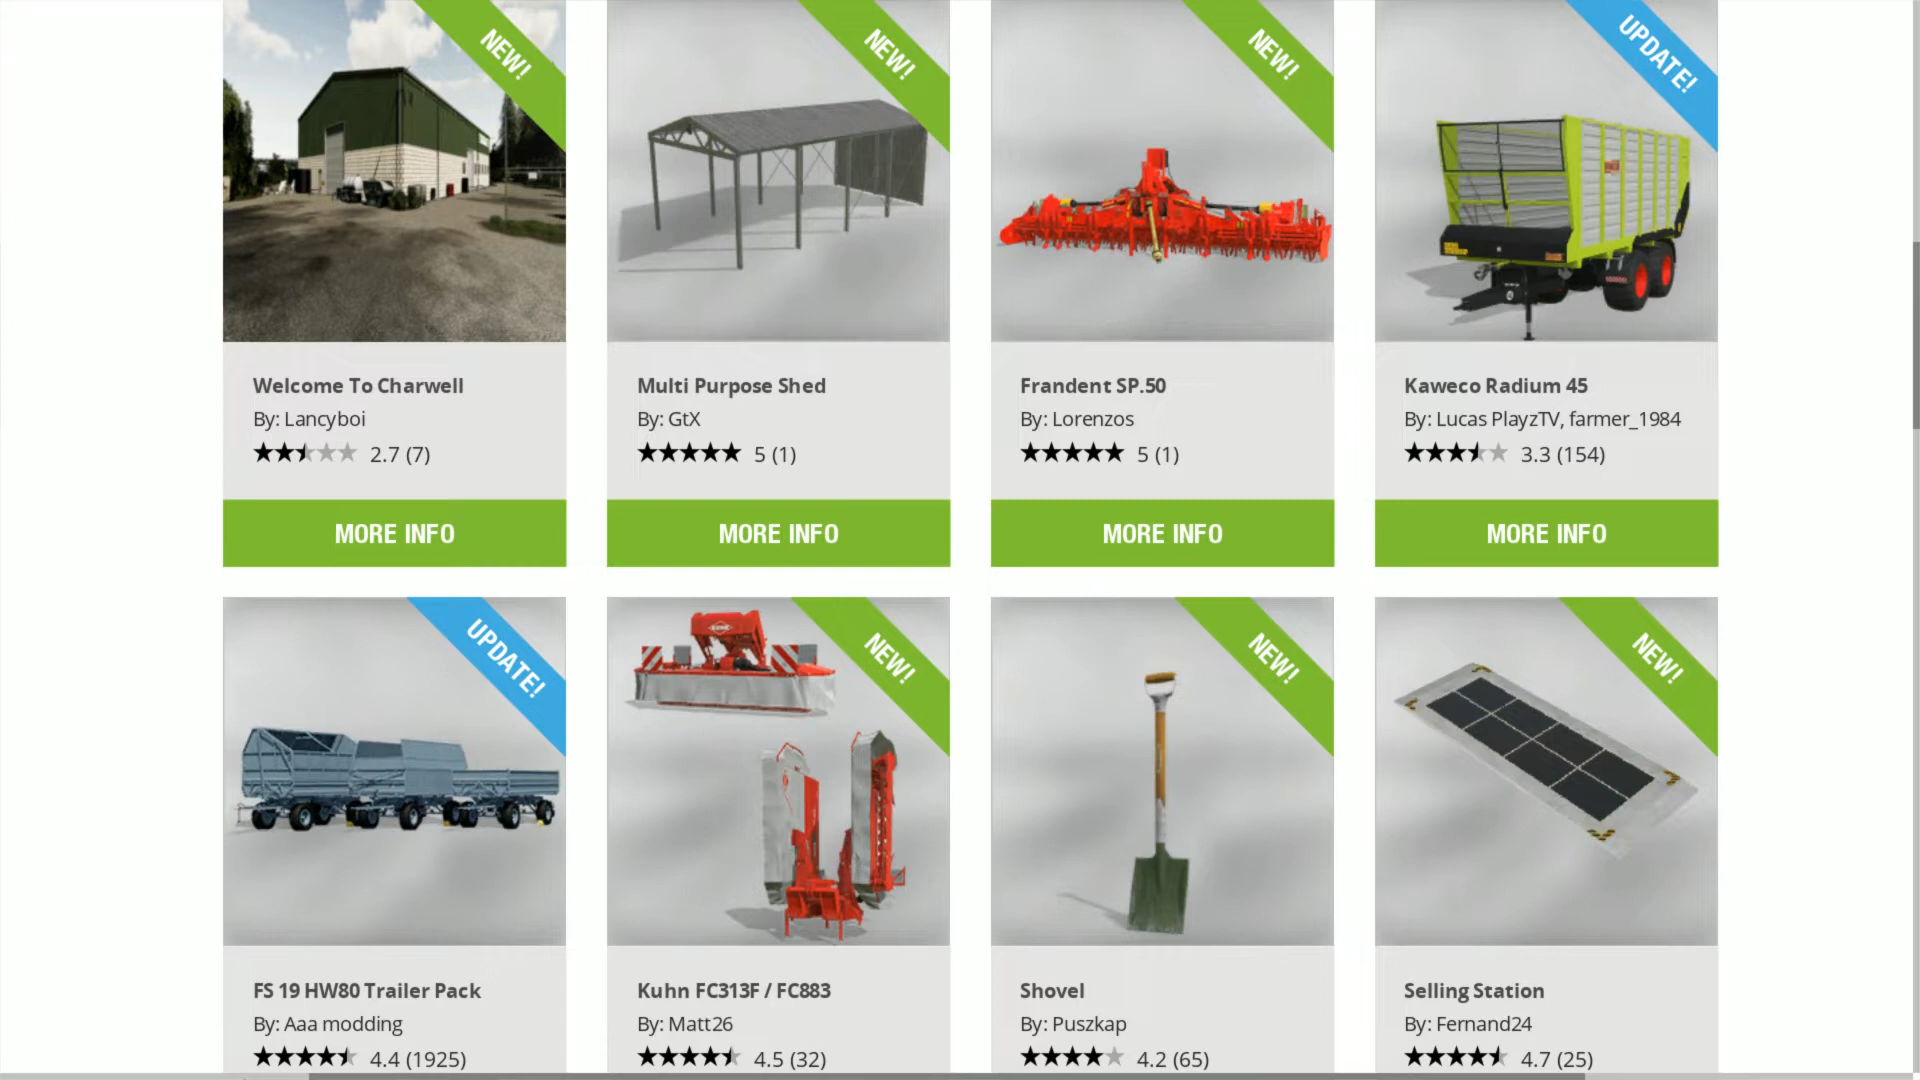 NEW!
NEW!
NEW!
UPDATE!
Welcome To Charwell
By: Lancyboi
2.7 (7)
MORE INFO
Multi Purpose Shed
By: GtX
5 (1)
MORE INFO
Frandent SP.50
By: Lorenzos
5 (1)
MORE INFO
Kaweco Radium 45
By: Lucas PlayzTV, farmer_1984
3.3 (154)
MORE INFO
UPDATE!
NEW!
NEW!
NEW!
FS 19 HW80 Trailer Pack
By: Aaa modding
4.4 (1925)
Kuhn FC313F / FC883
By: Matt26
4.5 (32)
Shovel
By: Puszkap
4.2 (65)
Selling Station
By: Fernand24
4.7 (25)